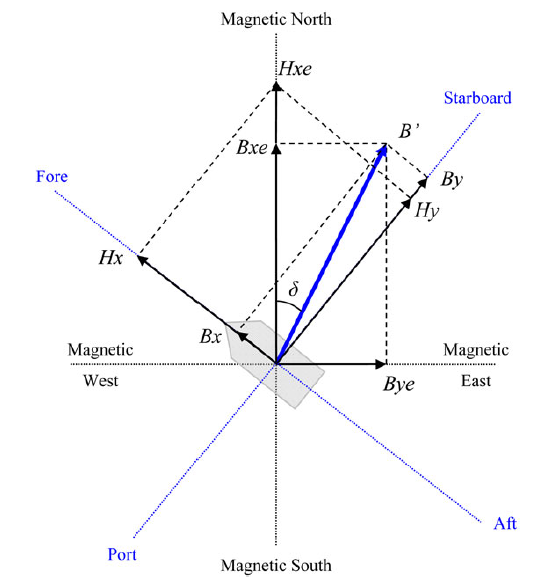 Magnetic North
Hxe
Starboard
B’
Bxe
Fore
By
Hy
Hx
δ
Bx
Magnetic
West
Magnetic
East
Bye
Aft
Port
Magnetic South